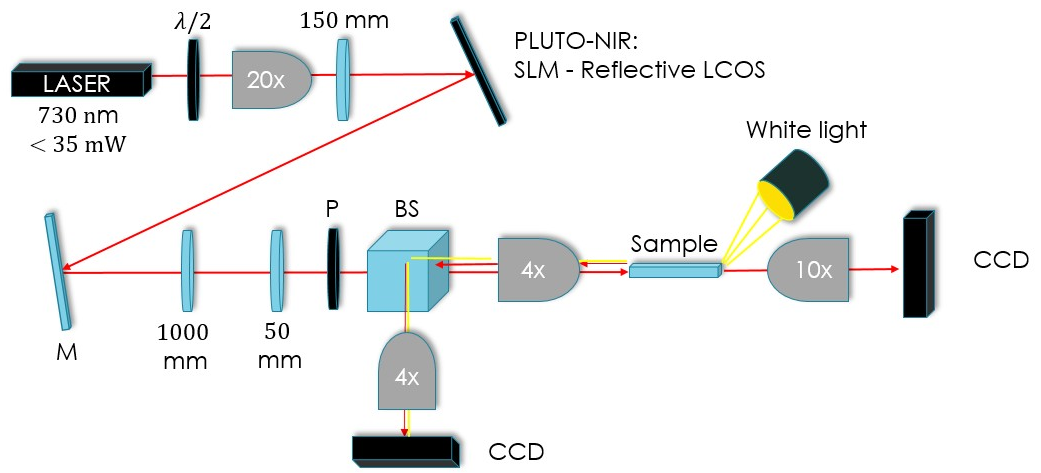 λ/2
150 mm
PLUTO-NIR:
SLM - Reflective LCOS
LASER
20x
730 nm
< 35 mW
White light
P
BS
Sample
4x
10x
CCD
1000
mm
50
mm
M
4x
CCD